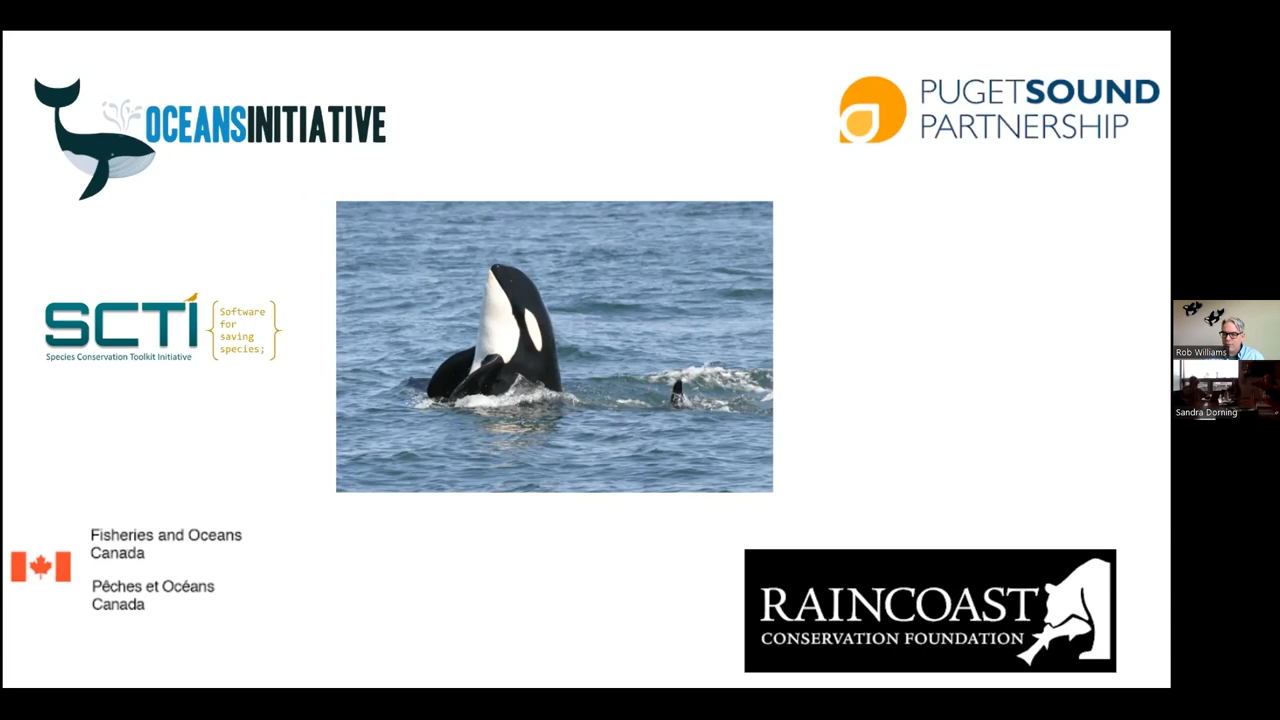 OCEANSINITIATIVE
PUGETSOUND
PARTNERSHIP
SCTI
Species Conservation Toolkit Initiative
{Software
for
saving
species;}
Rob Williams
Sandra Dorning
Fisheries and Oceans
Canada
Pêches et Océans
Canada
RAINCOAST
CONSERVATION FOUNDATION